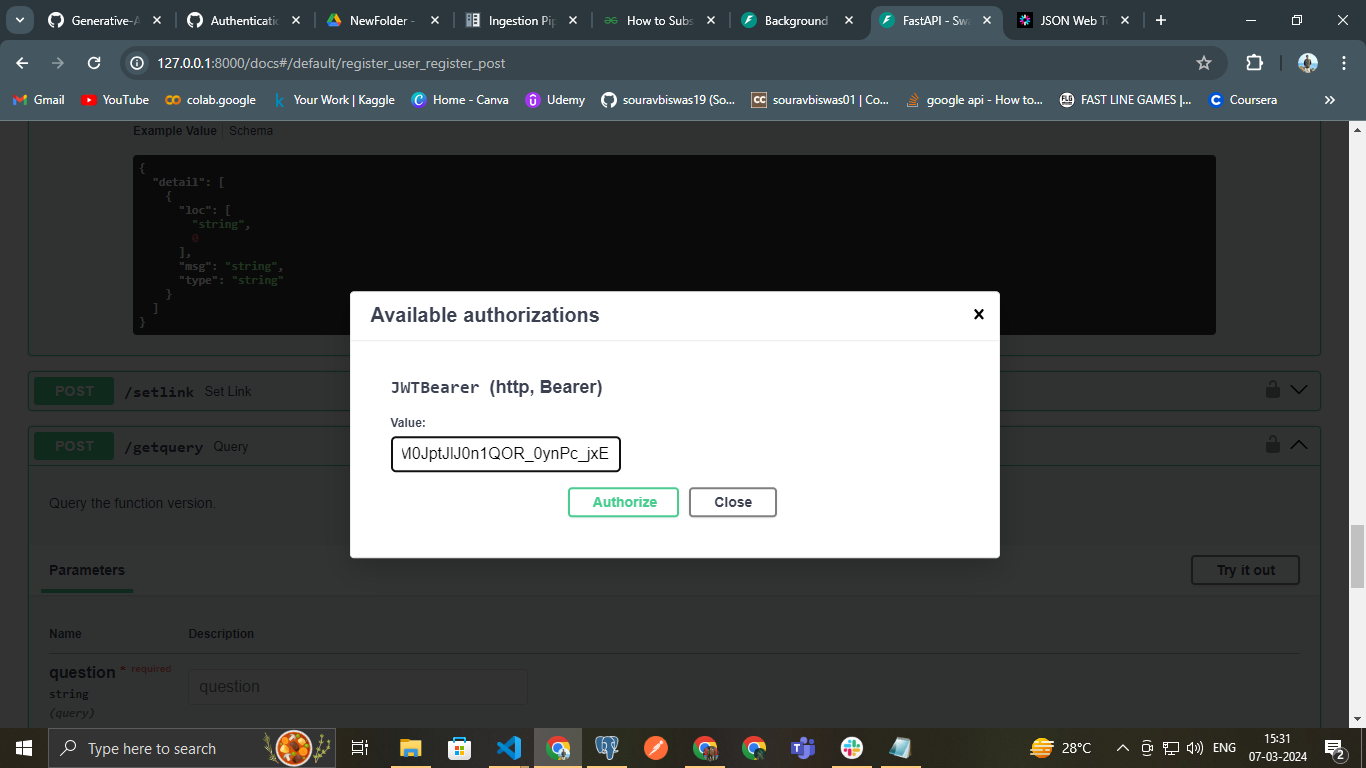 Generative-A
Authenticatio
NewFolder -
Ingestion Pip
How to Subs
Background
FastAPI - Swa
JSON Web To
127.0.0.1:8000/docs#/default/register_user_register_post
Gmail
YouTube
colab.google
Your Work | Kaggle
Home - Canva
Udemy
souravbiswas19 (So...
souravbiswas01 | Co...
google api - How to...
FAST LINE GAMES |...
Coursera
Example Value
Schema
{
"detail": [
{
"loc": [
"string",
0
],
"msg": "string",
"type": "string"
}
]
}
Available authorizations
JWTBearer (http, Bearer)
Value:
M0JptJlJ0n1QOR_0ynPc_jxE
Authorize
Close
POST /setlink Set Link
POST /getquery Query
Query the function version.
Parameters
Try it out
Name
Description
question * required
string
(query)
question
Type here to search
28°C
ENG
15:31
07-03-2024
2